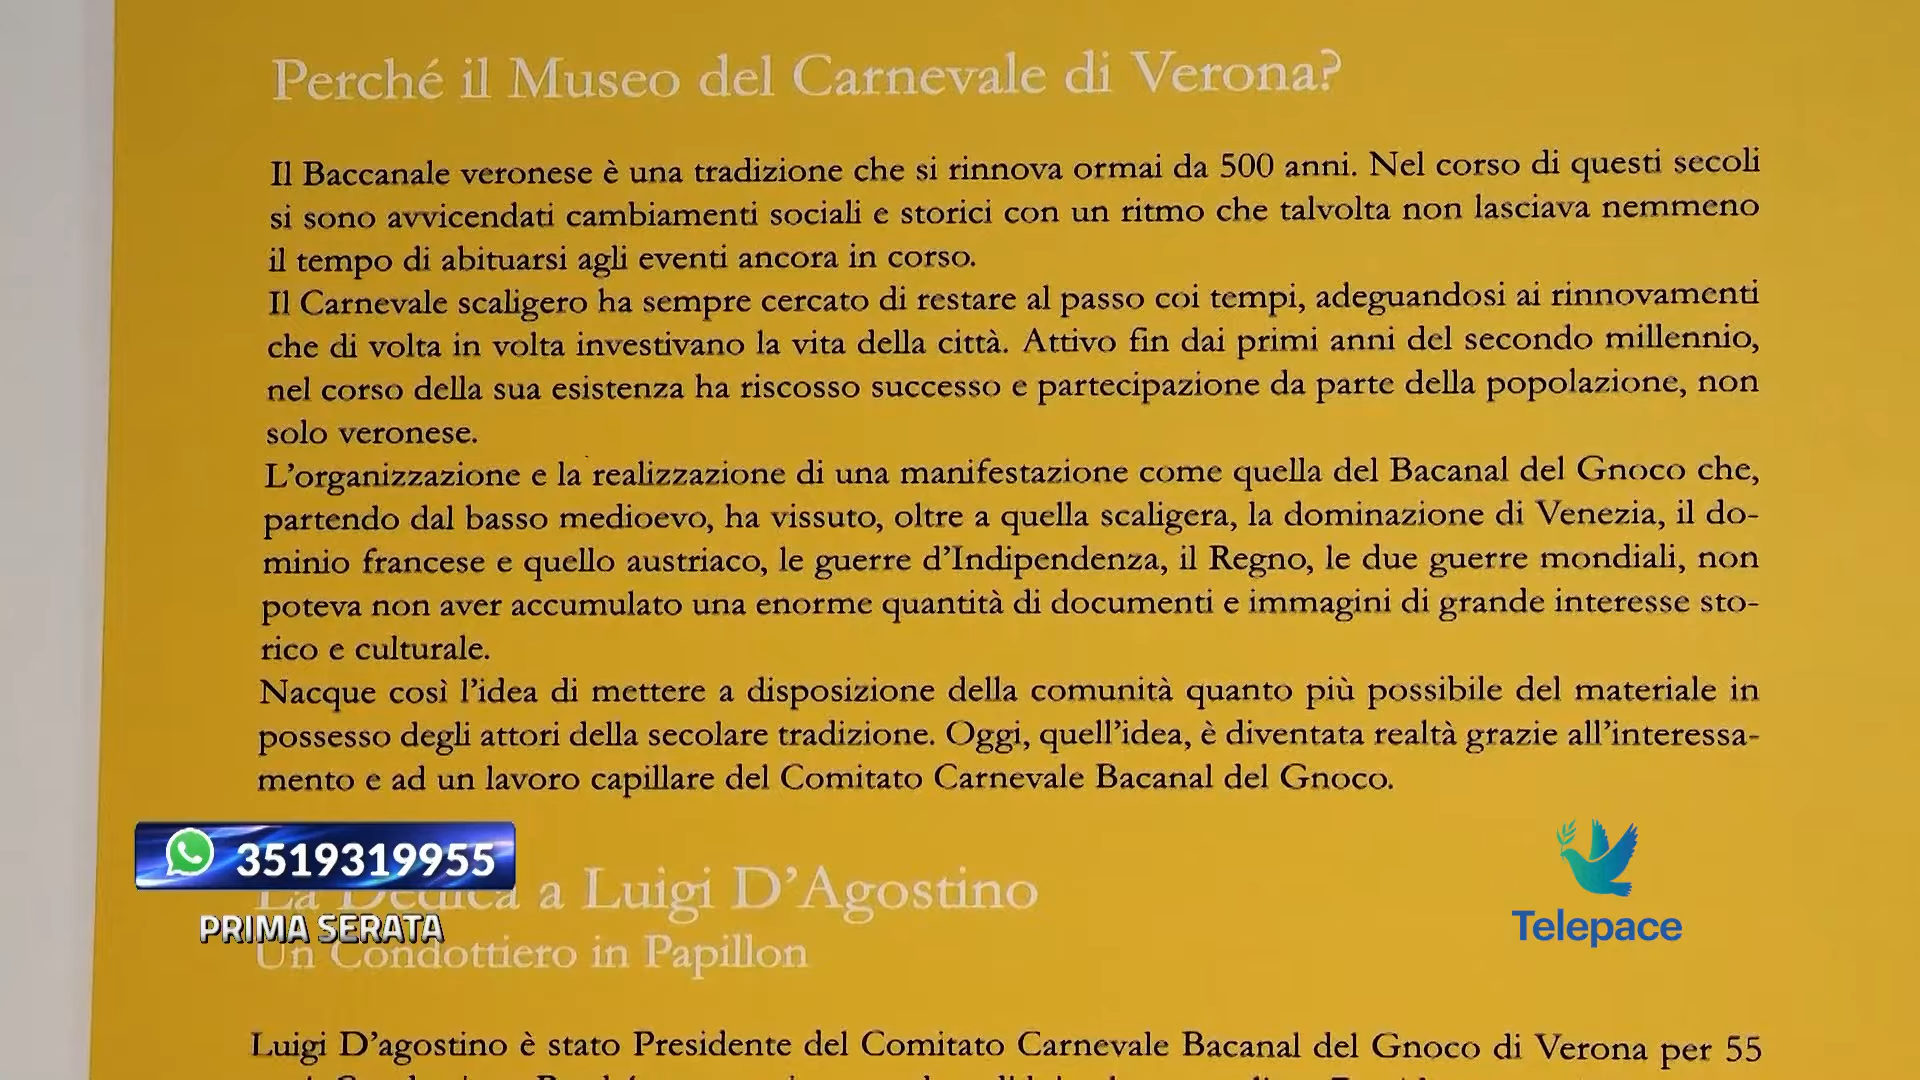 Perché il Museo del Carnevale di Verona?
Il Baccanale veronese è una tradizione che si rinnova ormai da 500 anni. Nel corso di questi secoli
si sono avvicendati cambiamenti sociali e storici con un ritmo che talvolta non lasciava nemmeno
il tempo di abituarsi agli eventi ancora in corso.
Il Carnevale scaligero ha sempre cercato di restare al passo coi tempi, adeguandosi ai rinnovamenti
che di volta in volta investivano la vita della città. Attivo fin dai primi anni del secondo millennio,
nel corso della sua esistenza ha riscosso successo e partecipazione da parte della popolazione, non
solo veronese.
L'organizzazione e la realizzazione di una manifestazione come quella del Bacanal del Gnoco che,
partendo dal basso medioevo, ha vissuto, oltre a quella scaligera, la dominazione di Venezia, il do-
minio francese e quello austriaco, le guerre d'Indipendenza, il Regno, le due guerre mondiali, non
poteva non aver accumulato una enorme quantità di documenti e immagini di grande interesse sto-
rico e culturale.
Nacque così l'idea di mettere a disposizione della comunità quanto più possibile del materiale in
possesso degli attori della secolare tradizione. Oggi, quell'idea, è diventata realtà grazie all'interessa-
mento e ad un lavoro capillare del Comitato Carnevale Bacanal del Gnoco.
3519319955
La Dedica a Luigi D'Agostino
PRIMA SERATA
Telepace
Un Condottiero in Papillon
Luigi D'agostino è stato Presidente del Comitato Carnevale Bacanal del Gnoco di Verona per 55